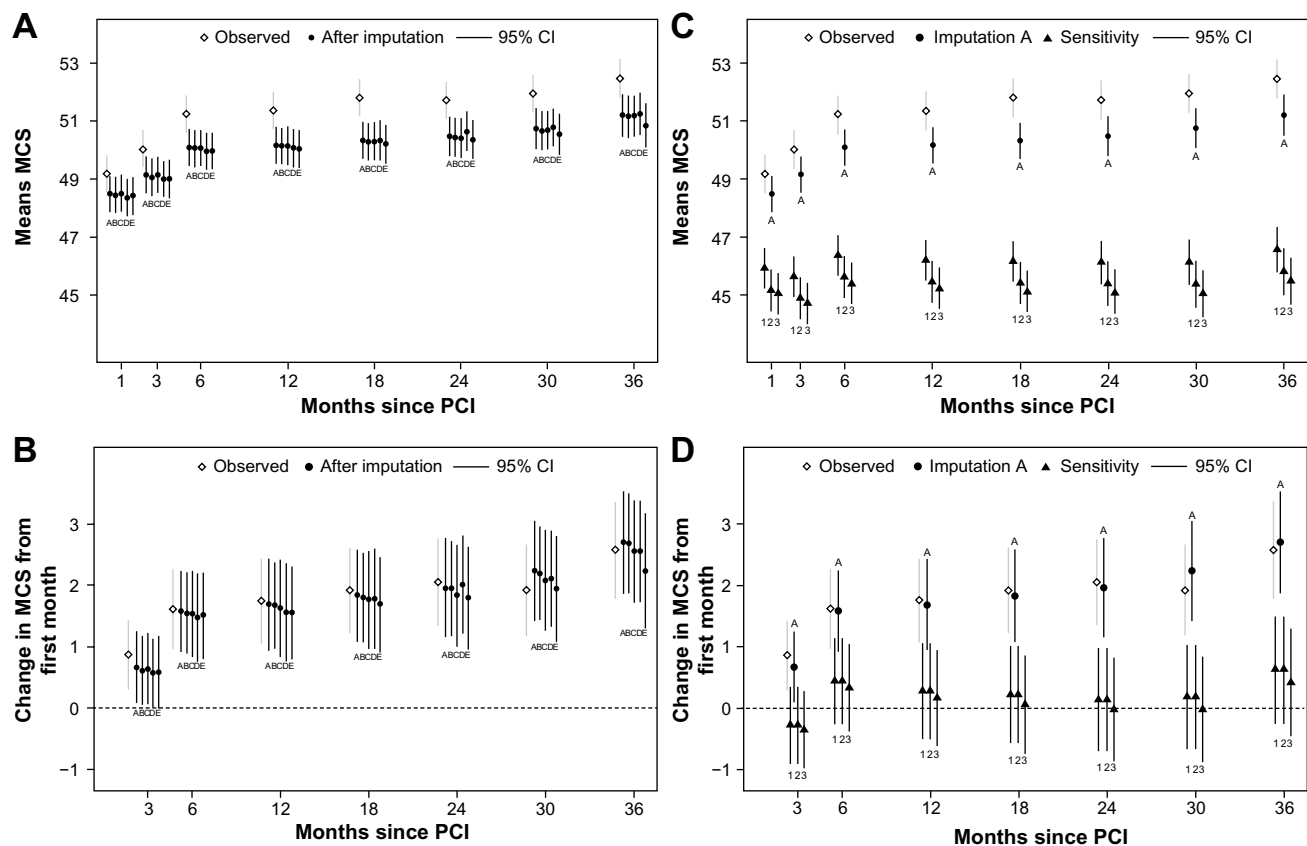 A
Observed After imputation 95% CI
53
51
49
47
45
Means MCS
ABCDE ABCDE ABCDE ABCDE ABCDE ABCDE ABCDE ABCDE
1 3 6 12 18 24 30 36
Months since PCI
C
Observed Imputation A Sensitivity 95% CI
53
51
49
47
45
Means MCS
A A A A A A A A
123 123 123 123 123 123 123 123
1 3 6 12 18 24 30 36
Months since PCI
B
Observed After imputation 95% CI
3
2
1
0
−1
Change in MCS from
first month
ABCDE ABCDE ABCDE ABCDE ABCDE ABCDE ABCDE
3 6 12 18 24 30 36
Months since PCI
D
Observed Imputation A Sensitivity 95% CI
3
2
1
0
−1
Change in MCS from
first month
A A A A A A A
123 123 123 123 123 123 123
3 6 12 18 24 30 36
Months since PCI